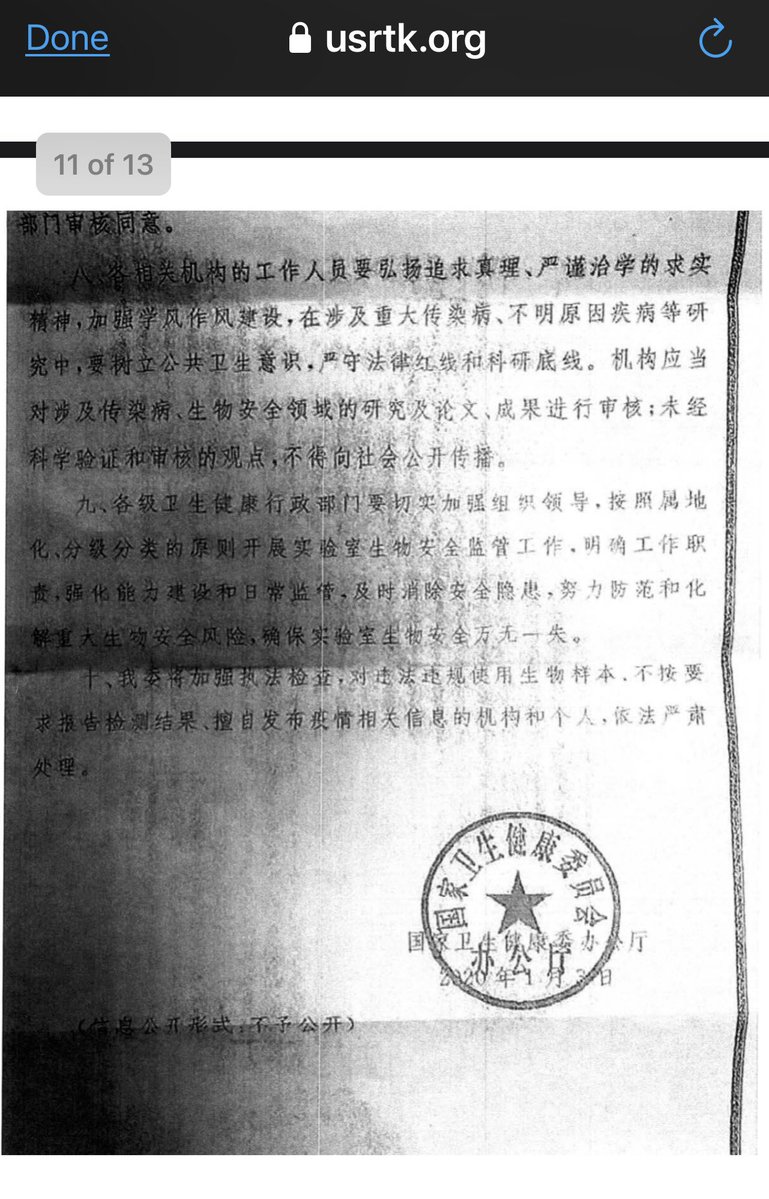 Done
usrtk.org
11 of 13
部门审核同意。
八、各相关机构的工作人员要弘扬追求真理、严谨治学的求实
精神,加强学风作风建设,在涉及重大传染病、不明原因疾病等研
究中,要树立公共卫生意识,严守法律红线和科研底线。机构应当
对涉及传染病、生物安全领域的研究及论文、成果进行审核;未经
科学验证和审核的观点,不得向社会公开传播。
九、各级卫生健康行政部门要切实加强组织领导,按照属地
化、分级分类的原则开展实验室生物安全监管工作,明确工作职
责,强化能力建设和日常监管,及时消除安全隐患,努力防范和化
解重大生物安全风险,确保实验室生物安全万无一失。
十、我委将加强执法检查,对违法违规使用生物样本、不按要
求报告检测结果、擅自发布疫情相关信息的机构和个人,依法严肃
处理。
国家卫生健康委员会
办公厅
国家卫生健康委办公厅
2020年1月3日
(信息公开形式:不予公开)